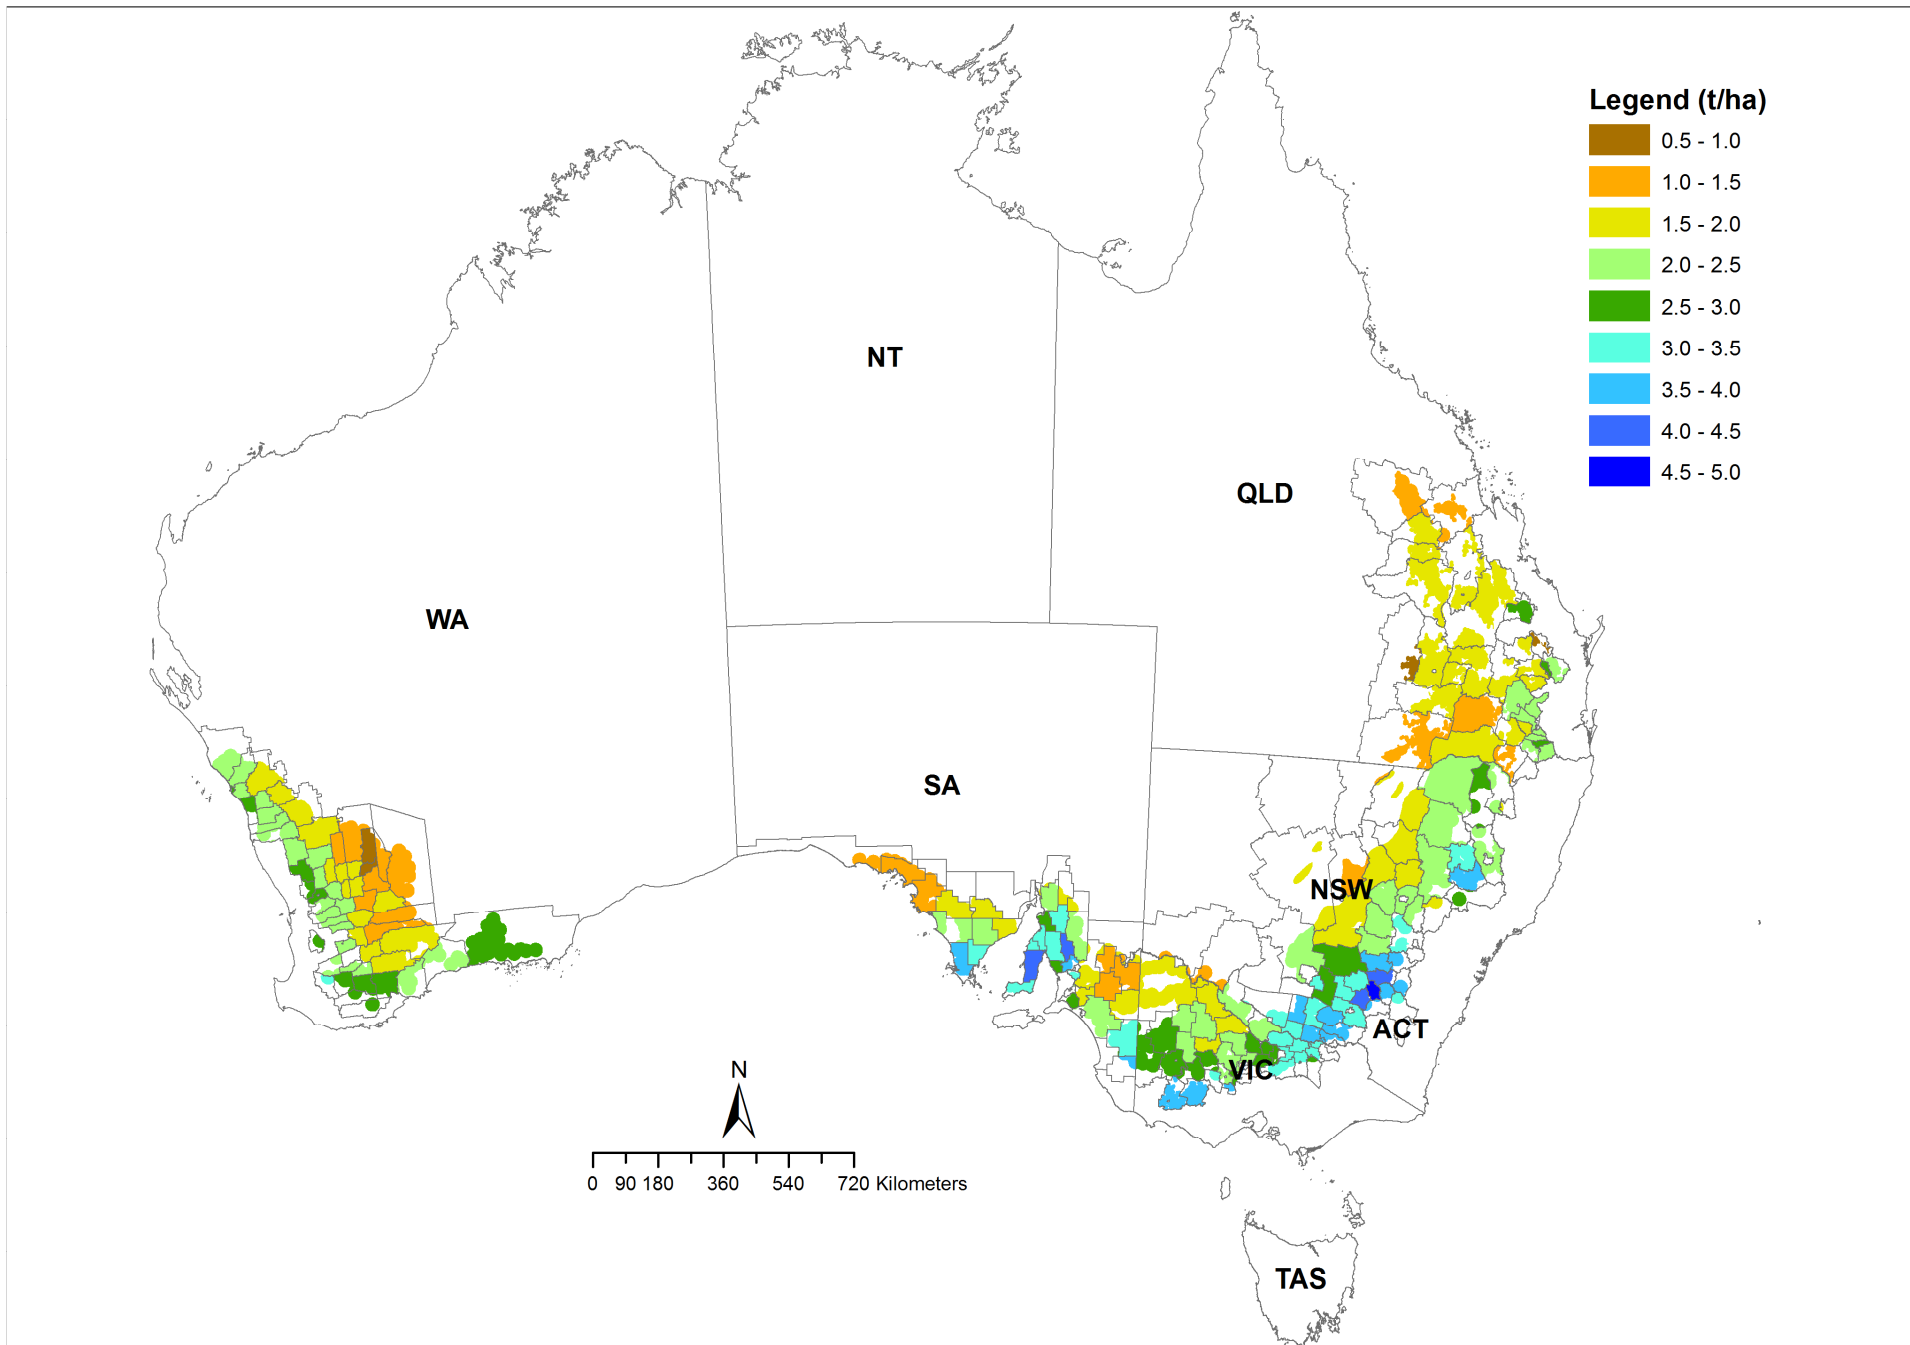 Legend (t/ha)
0.5 - 1.0
1.0 - 1.5
1.5 - 2.0
2.0 - 2.5
2.5 - 3.0
3.0 - 3.5
3.5 - 4.0
4.0 - 4.5
4.5 - 5.0
NT
QLD
WA
SA
NSW
ACT
VIC
N
0 90 180 360 540 720 Kilometers
TAS